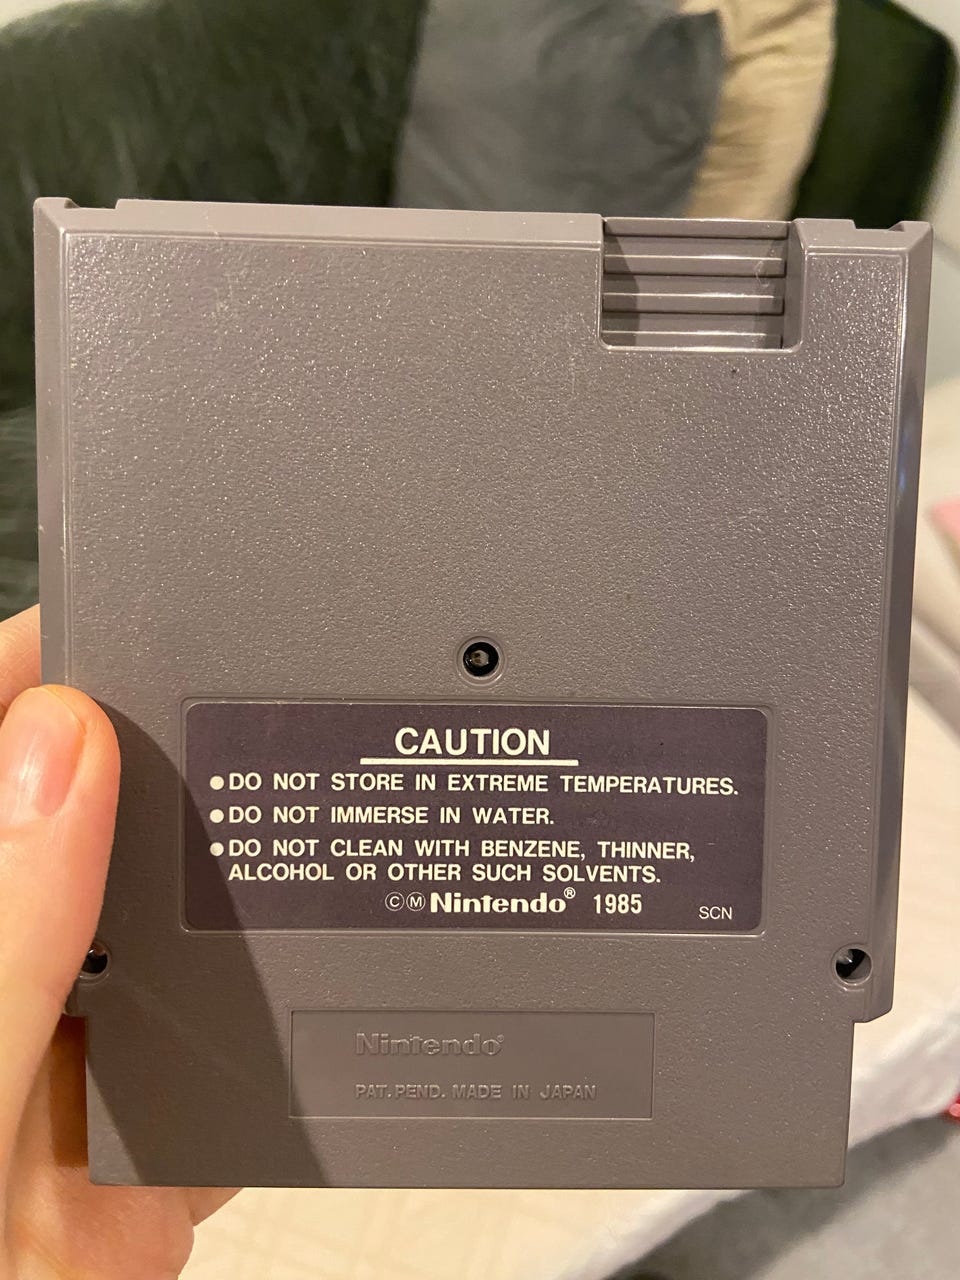 CAUTION
●DO NOT STORE IN EXTREME TEMPERATURES.
●DO NOT IMMERSE IN WATER.
●DO NOT CLEAN WITH BENZENE, THINNER,
ALCOHOL OR OTHER SUCH SOLVENTS.
ⒸⓂNintendo® 1985
SCN
Nintendo®
PAT. PEND. MADE IN JAPAN